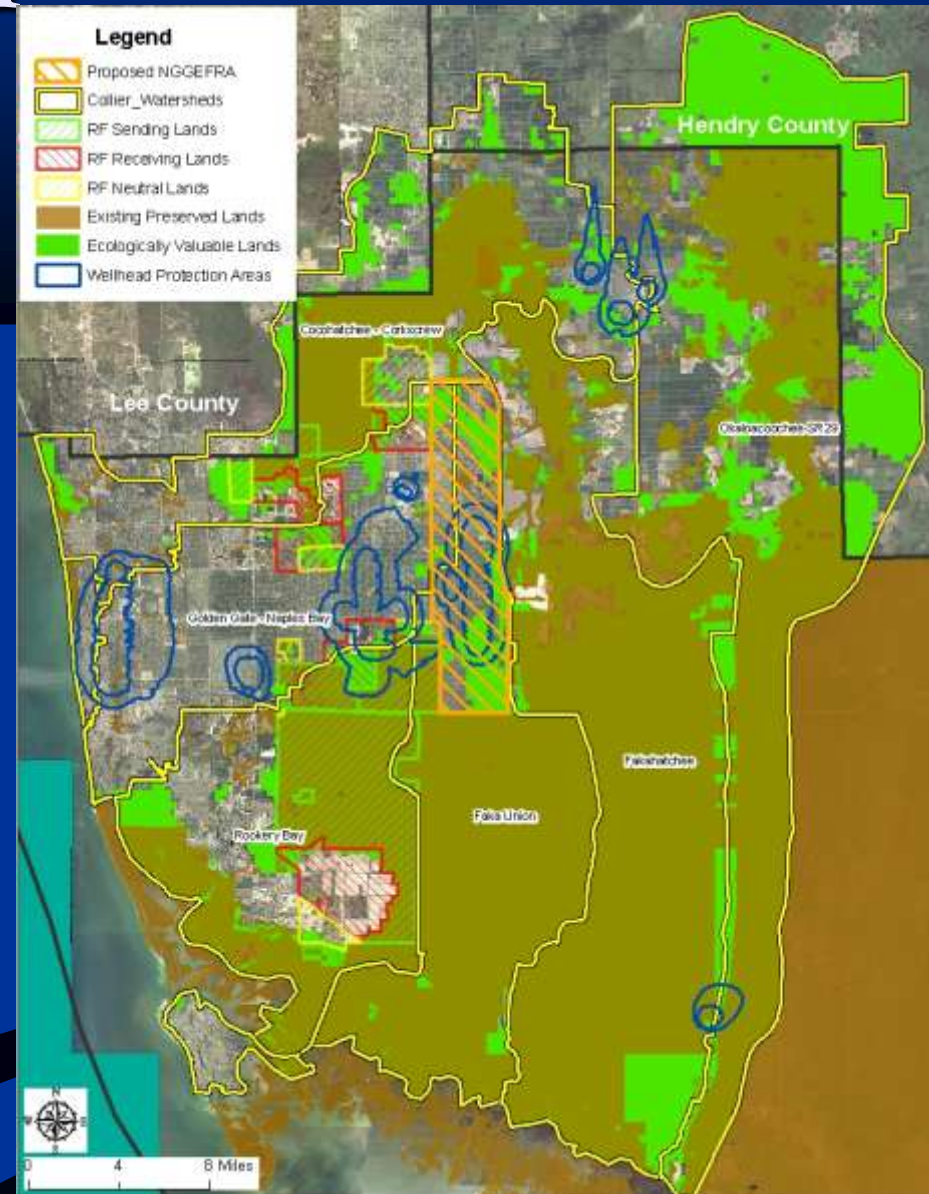 Legend
Proposed NGGEFRA
Collier_Watersheds
RF Sending Lands
RF Receiving Lands
RF Neutral Lands
Existing Preserved Lands
Ecologically Valuable Lands
Wellhead Protection Areas
Hendry County
Cocohatchee - Corkscrew
Lee County
Okaloacoochee-SR 29
Golden Gate - Naples Bay
Fakahatchee
Faka Union
Rookery Bay
N
0 4 8 Miles